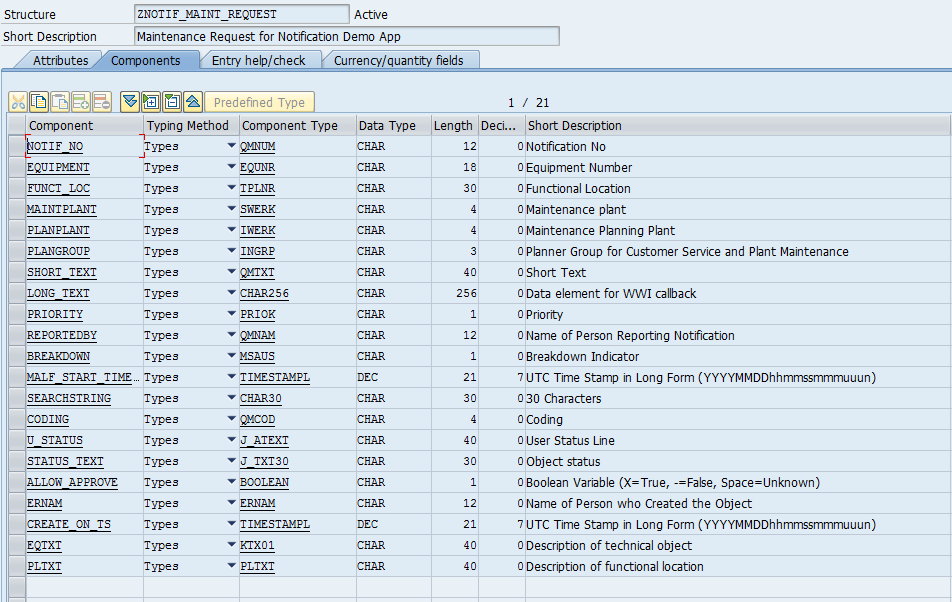 Structure ZNOTIF_MAINT_REQUEST Active
Short Description Maintenance Request for Notification Demo App
Attributes Components Entry help/check Currency/quantity fields
Predefined Type 1 / 21
Component Typing Method Component Type Data Type Length Deci... Short Description
NOTIF_NO Types QMNUM CHAR 12 0 Notification No
EQUIPMENT Types EQUNR CHAR 18 0 Equipment Number
FUNCT_LOC Types TPLNR CHAR 30 0 Functional Location
MAINTPLANT Types SWERK CHAR 4 0 Maintenance plant
PLANPLANT Types IWERK CHAR 4 0 Maintenance Planning Plant
PLANGROUP Types INGRP CHAR 3 0 Planner Group for Customer Service and Plant Maintenance
SHORT_TEXT Types QMTXT CHAR 40 0 Short Text
LONG_TEXT Types CHAR256 CHAR 256 0 Data element for WWI callback
PRIORITY Types PRIOK CHAR 1 0 Priority
REPORTEDBY Types QMNAM CHAR 12 0 Name of Person Reporting Notification
BREAKDOWN Types MSAUS CHAR 1 0 Breakdown Indicator
MALF_START_TIME... Types TIMESTAMPL DEC 21 7 UTC Time Stamp in Long Form (YYYYMMDDhhmmssmmmuuun)
SEARCHSTRING Types CHAR30 CHAR 30 0 30 Characters
CODING Types QMCOD CHAR 4 0 Coding
U_STATUS Types J_ATEXT CHAR 40 0 User Status Line
STATUS_TEXT Types J_TXT30 CHAR 30 0 Object status
ALLOW_APPROVE Types BOOLEAN CHAR 1 0 Boolean Variable (X=True, -=False, Space=Unknown)
ERNAM Types ERNAM CHAR 12 0 Name of Person who Created the Object
CREATE_ON_TS Types TIMESTAMPL DEC 21 7 UTC Time Stamp in Long Form (YYYYMMDDhhmmssmmmuuun)
EQTXT Types KTX01 CHAR 40 0 Description of technical object
PLTXT Types PLTXT CHAR 40 0 Description of functional location